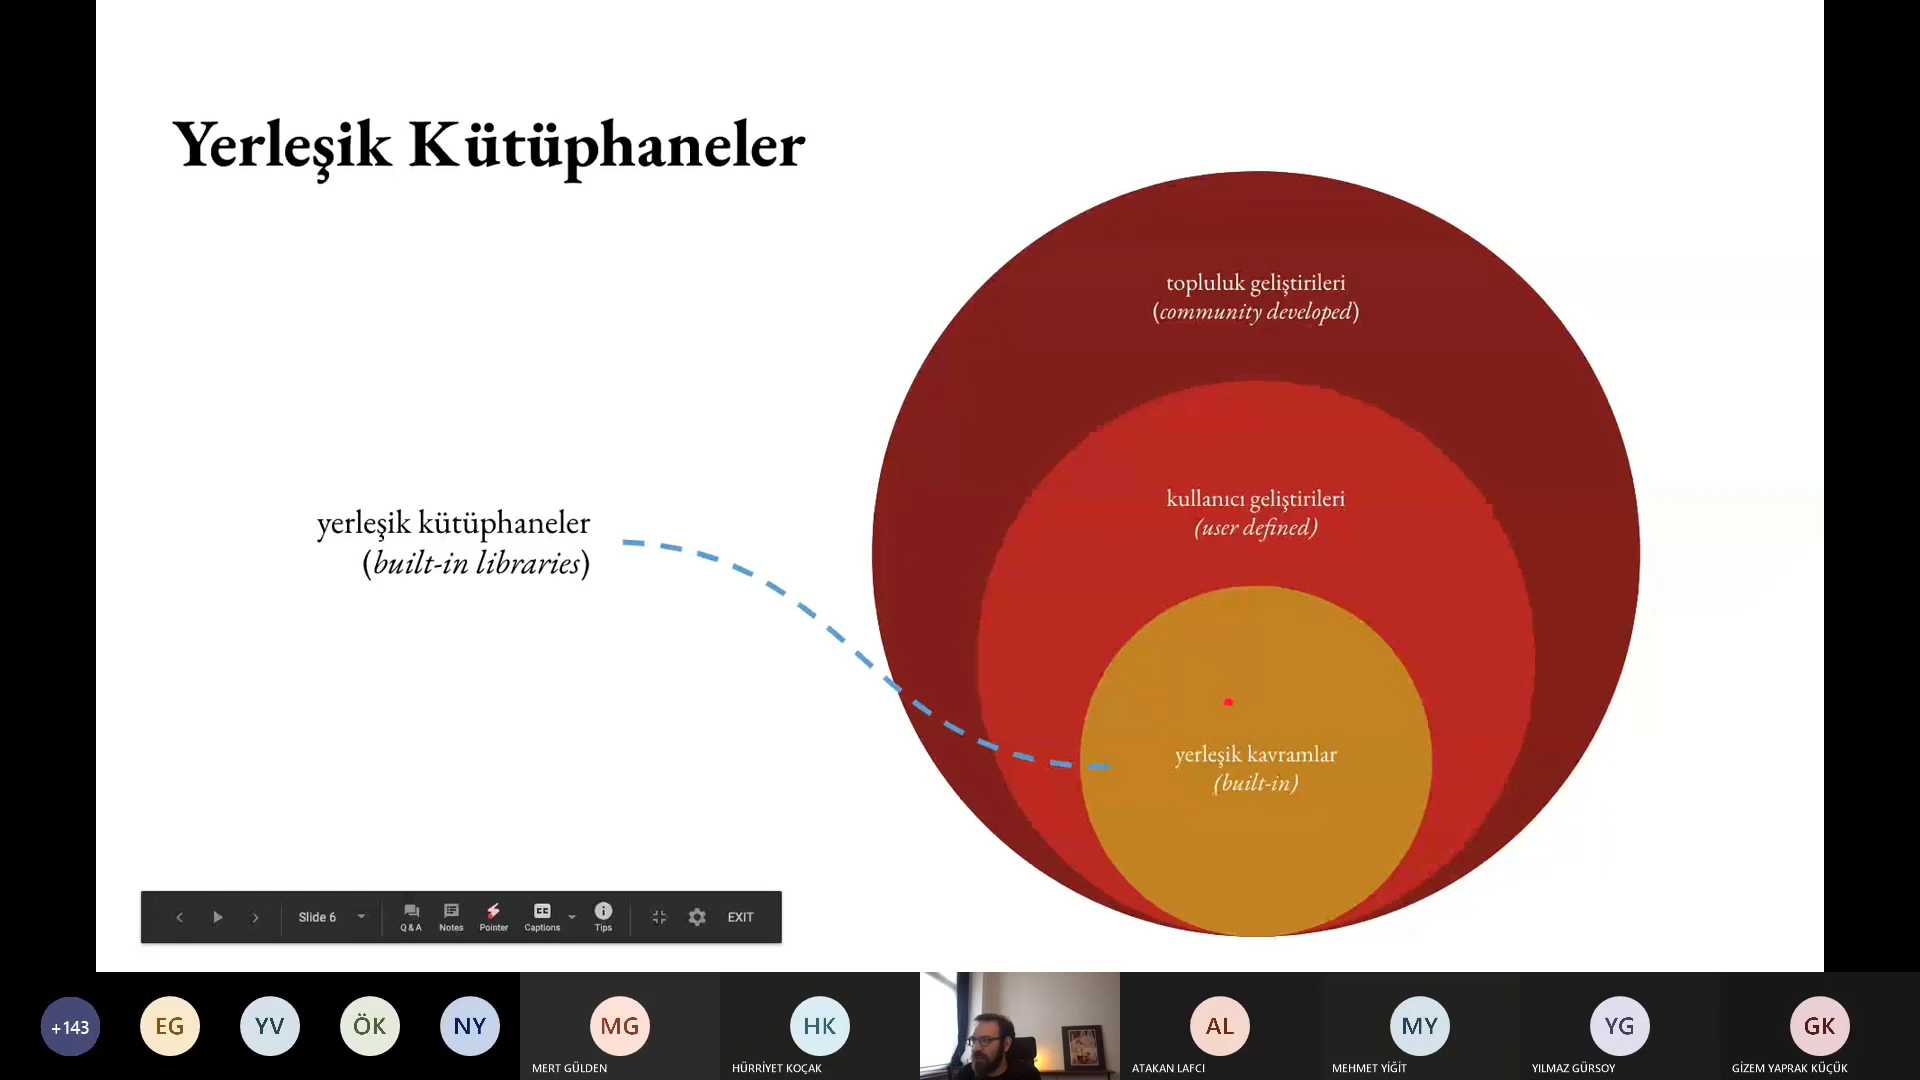 Yerleşik Kütüphaneler
topluluk geliştirileri
(community developed)
kullanıcı geliştirileri
(user defined)
yerleşik kütüphaneler
(built-in libraries)
yerleşik kavramlar
(built-in)
Slide 6
Q & A
Notes
Pointer
CC
Captions
Tips
EXIT
+143
EG
YV
ÖK
NY
MG
MERT GÜLDEN
HK
HÜRRİYET KOÇAK
AL
ATAKAN LAFCI
MY
MEHMET YİĞİT
YG
YILMAZ GÜRSOY
GK
GİZEM YAPRAK KÜÇÜK